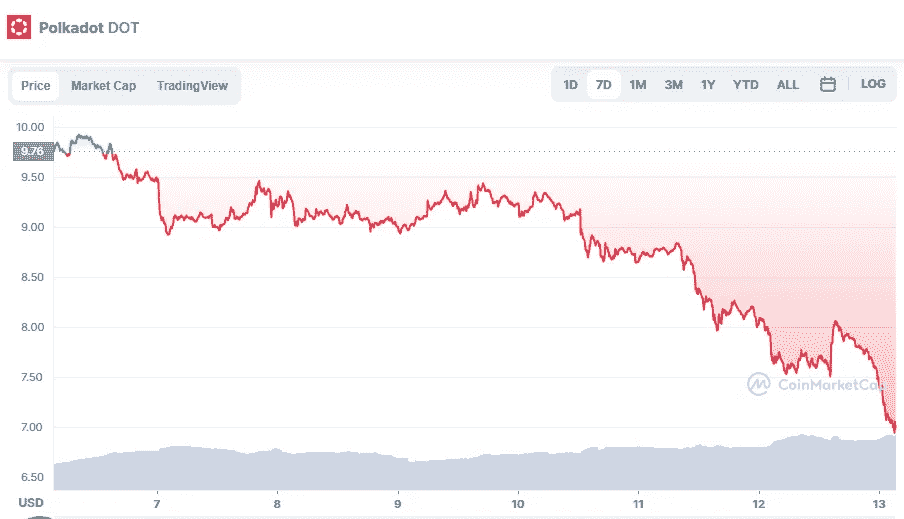 Polkadot DOT
Price Market Cap TradingView
1D 7D 1M 3M 1Y YTD ALL LOG
10.00
9.76
9.50
9.00
8.50
8.00
7.50
CoinMarketCa
7.00
6.50
USD 7 8 9 10 11 12 13